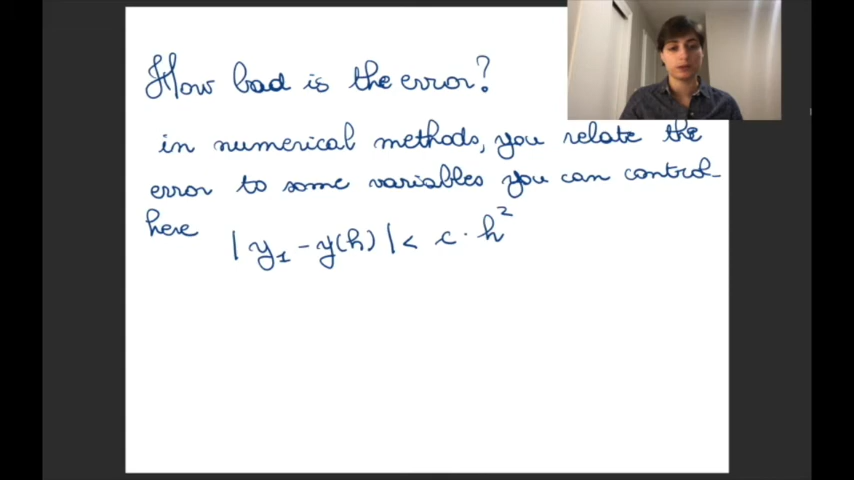 How bad is the error?
in numerical methods, you relate the
error to some variables you can control
here |y₁ - y(h)| < c · h²